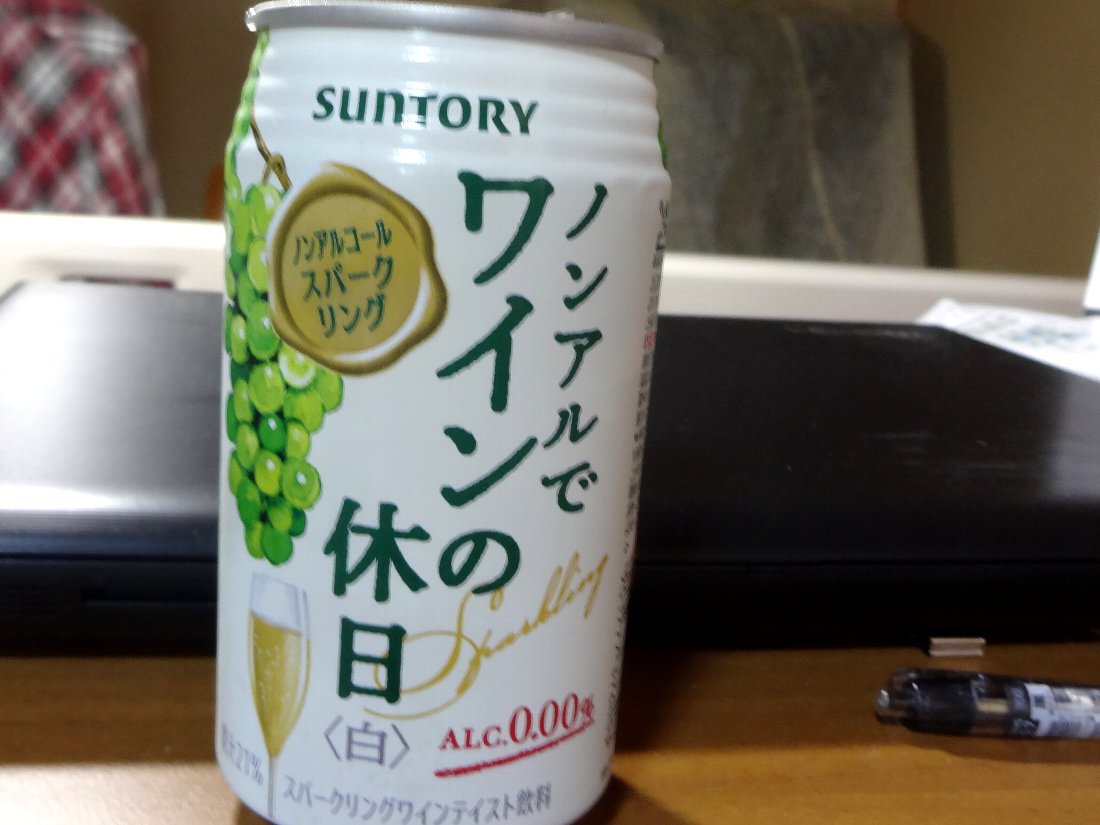 SUNTORY
ノンアルで
ワインの
休日
ノンアルコール
スパーク
リング
Sparkling
〈白〉
ALC.0.00%
21%
スパークリングワインテイスト飲料